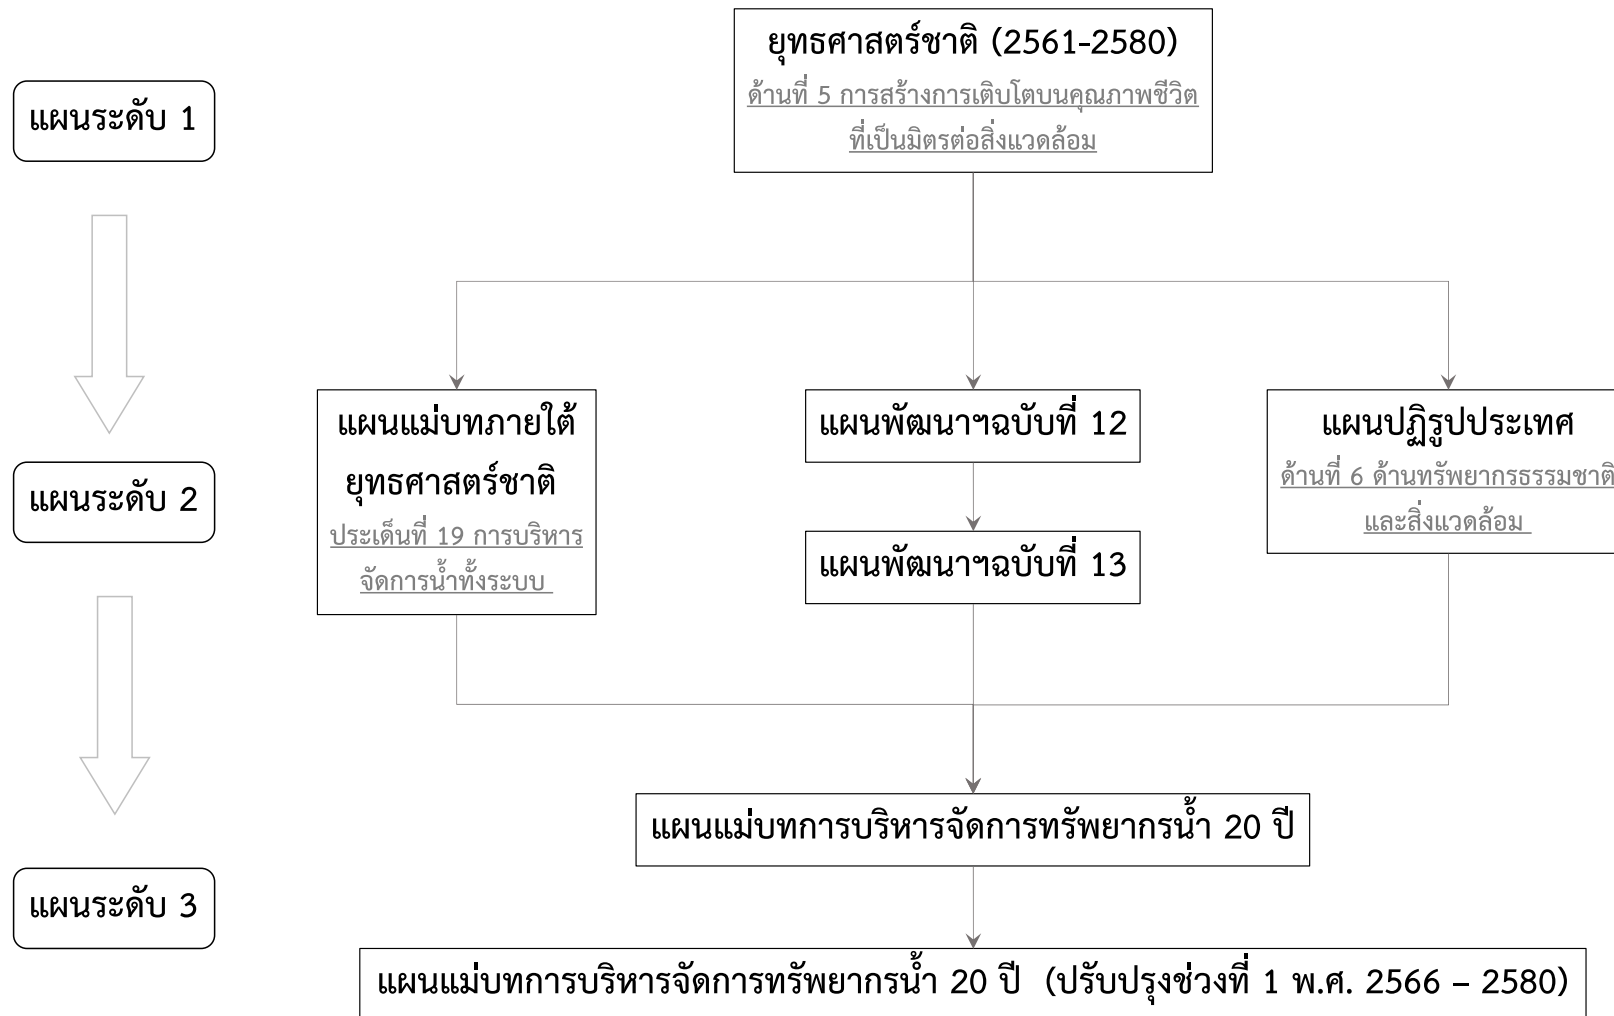 ยุทธศาสตร์ชาติ (2561-2580)
ด้านที่ 5 การสร้างการเติบโตบนคุณภาพชีวิต
ที่เป็นมิตรต่อสิ่งแวดล้อม
แผนระดับ 1
แผนแม่บทภายใต้
ยุทธศาสตร์ชาติ
ประเด็นที่ 19 การบริหาร
จัดการน้ำทั้งระบบ
แผนพัฒนาฯฉบับที่ 12
แผนพัฒนาฯฉบับที่ 13
แผนปฏิรูปประเทศ
ด้านที่ 6 ด้านทรัพยากรธรรมชาติ
และสิ่งแวดล้อม
แผนระดับ 2
แผนแม่บทการบริหารจัดการทรัพยากรน้ำ 20 ปี
แผนระดับ 3
แผนแม่บทการบริหารจัดการทรัพยากรน้ำ 20 ปี (ปรับปรุงช่วงที่ 1 พ.ศ. 2566 – 2580)